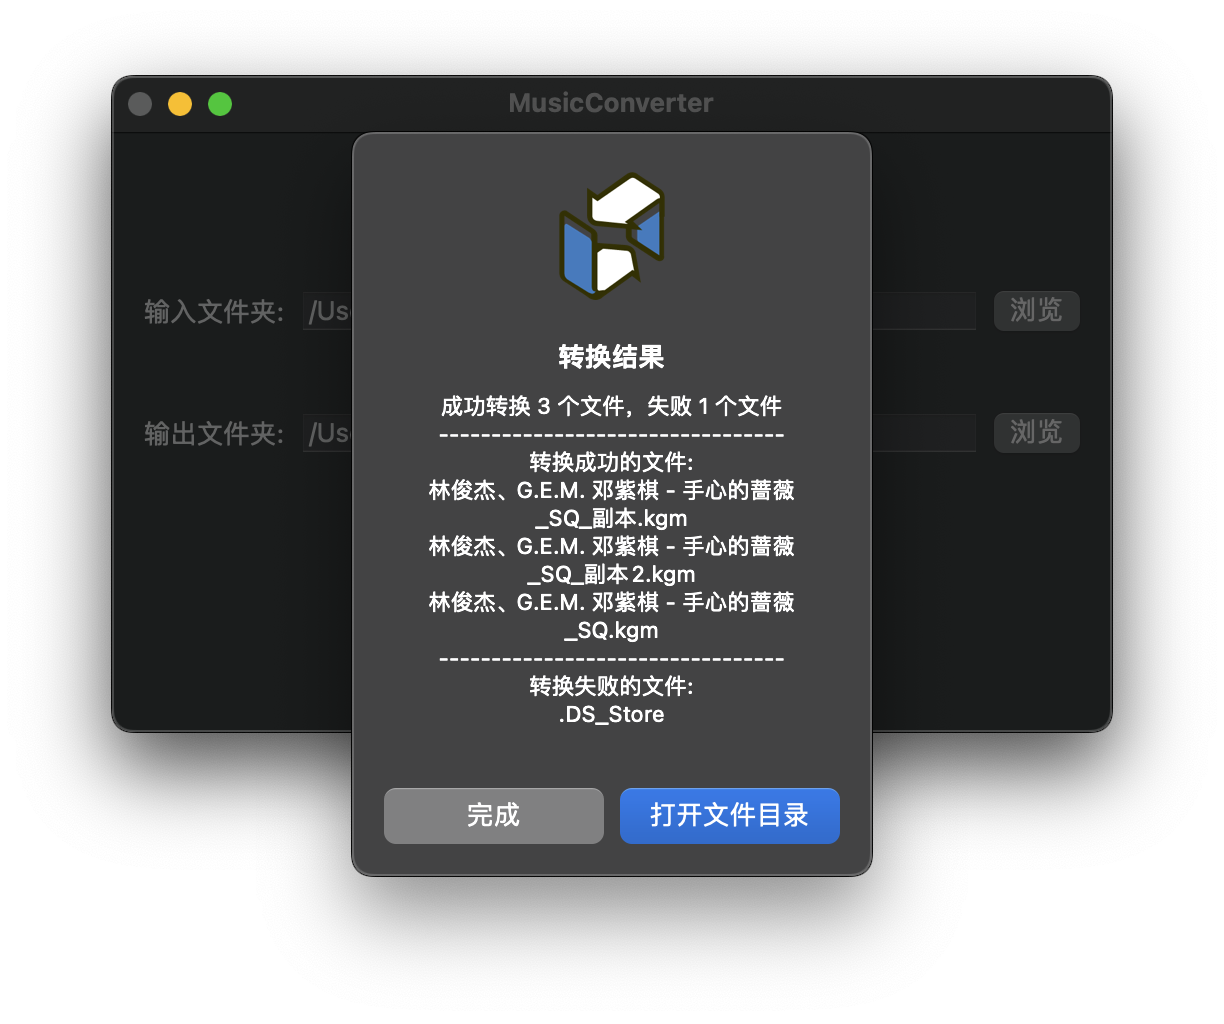 MusicConverter
转换结果
成功转换 3 个文件，失败 1 个文件
---------------------------------
转换成功的文件:
林俊杰、G.E.M. 邓紫棋 - 手心的蔷薇
_SQ_副本.kgm
林俊杰、G.E.M. 邓紫棋 - 手心的蔷薇
_SQ_副本2.kgm
林俊杰、G.E.M. 邓紫棋 - 手心的蔷薇
_SQ.kgm
---------------------------------
转换失败的文件:
.DS_Store
完成 打开文件目录
输入文件夹: /Use 浏览
输出文件夹: /Use 浏览